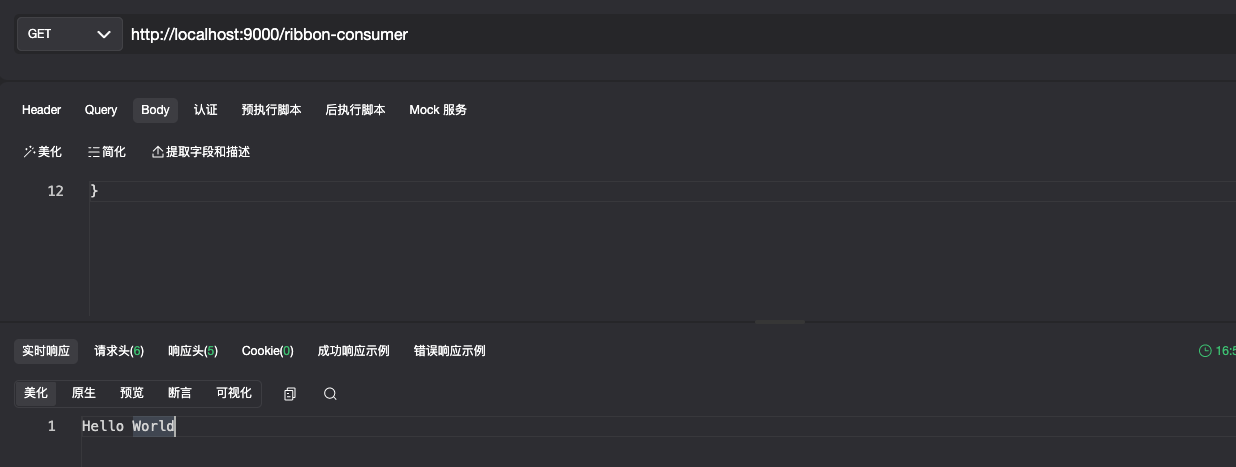 GET http://localhost:9000/ribbon-consumer
Header Query Body 认证 预执行脚本 后执行脚本 Mock 服务
美化 简化 提取字段和描述
12 }
实时响应 请求头(6) 响应头(5) Cookie(0) 成功响应示例 错误响应示例
美化 原生 预览 断言 可视化
1 Hello World